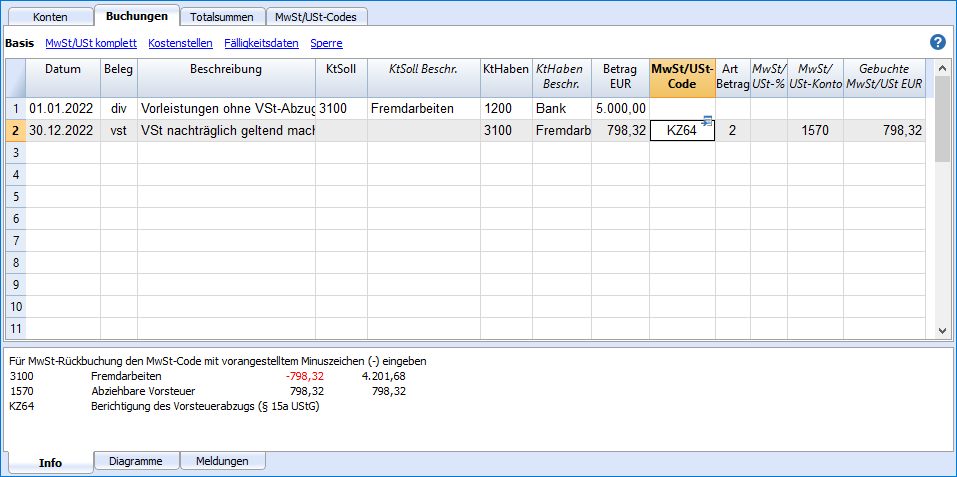 Konten Buchungen Totalsummen MwSt/USt-Codes
Basis MwSt/USt komplett Kostenstellen Fälligkeitsdaten Sperre ?
Datum Beleg Beschreibung KtSoll KtSoll Beschr. KtHaben KtHaben Beschr. Betrag EUR MwSt/USt-Code Art Betrag MwSt/USt-% MwSt/USt-Konto Gebuchte MwSt/USt EUR
1 01.01.2022 div Vorleistungen ohne VSt-Abzug 3100 Fremdarbeiten 1200 Bank 5.000,00
2 30.12.2022 vst VSt nachträglich geltend mach 3100 Fremdarb 798,32 KZ64 2 1570 798,32
3
4
5
6
7
8
9
10
11
Für MwSt-Rückbuchung den MwSt-Code mit vorangestelltem Minuszeichen (-) eingeben
3100 Fremdarbeiten -798,32 4.201,68
1570 Abziehbare Vorsteuer 798,32 798,32
KZ64 Berichtigung des Vorsteuerabzugs (§ 15a UStG)
Info Diagramme Meldungen